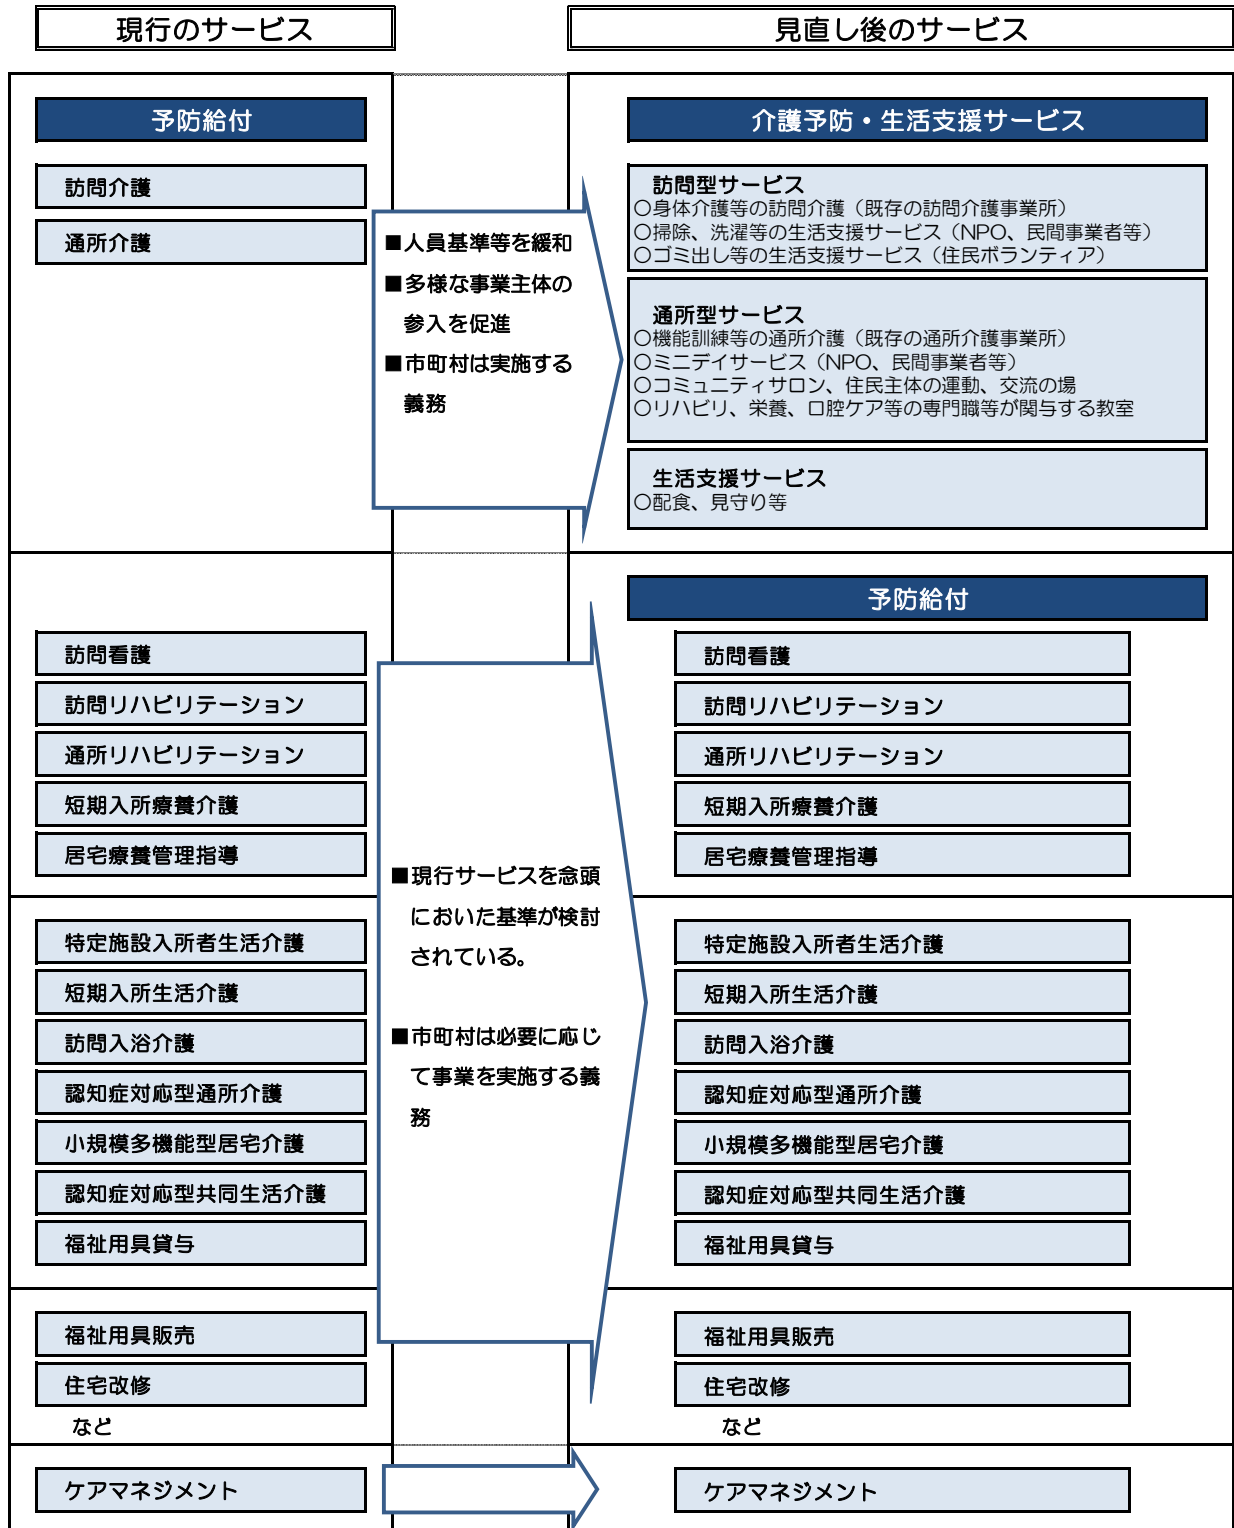 現行のサービス
見直し後のサービス
予防給付
訪問介護
通所介護
■人員基準等を緩和
■多様な事業主体の
参入を促進
■市町村は実施する
義務
介護予防・生活支援サービス
訪問型サービス
○身体介護等の訪問介護（既存の訪問介護事業所）
○掃除、洗濯等の生活支援サービス（NPO、民間事業者等）
○ゴミ出し等の生活支援サービス（住民ボランティア）
通所型サービス
○機能訓練等の通所介護（既存の通所介護事業所）
○ミニデイサービス（NPO、民間事業者等）
○コミュニティサロン、住民主体の運動、交流の場
○リハビリ、栄養、口腔ケア等の専門職等が関与する教室
生活支援サービス
○配食、見守り等
訪問看護
訪問リハビリテーション
通所リハビリテーション
短期入所療養介護
居宅療養管理指導
特定施設入所者生活介護
短期入所生活介護
訪問入浴介護
認知症対応型通所介護
小規模多機能型居宅介護
認知症対応型共同生活介護
福祉用具貸与
福祉用具販売
住宅改修
など
■現行サービスを念頭
において基準が検討
されている。
■市町村は必要に応じ
て事業を実施する義
務
予防給付
訪問看護
訪問リハビリテーション
通所リハビリテーション
短期入所療養介護
居宅療養管理指導
特定施設入所者生活介護
短期入所生活介護
訪問入浴介護
認知症対応型通所介護
小規模多機能型居宅介護
認知症対応型共同生活介護
福祉用具貸与
福祉用具販売
住宅改修
など
ケアマネジメント
ケアマネジメント